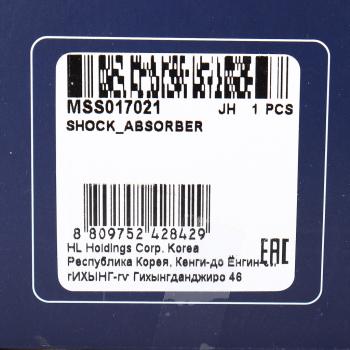 MSS017021 JH 1 PCS
SHOCK_ABSORBER
8 809752 428429
HL Holdings Corp. Korea
EAC
Республика Корея, Кенги-до
гИХЫНГ-гу Гихынгданджиро 46